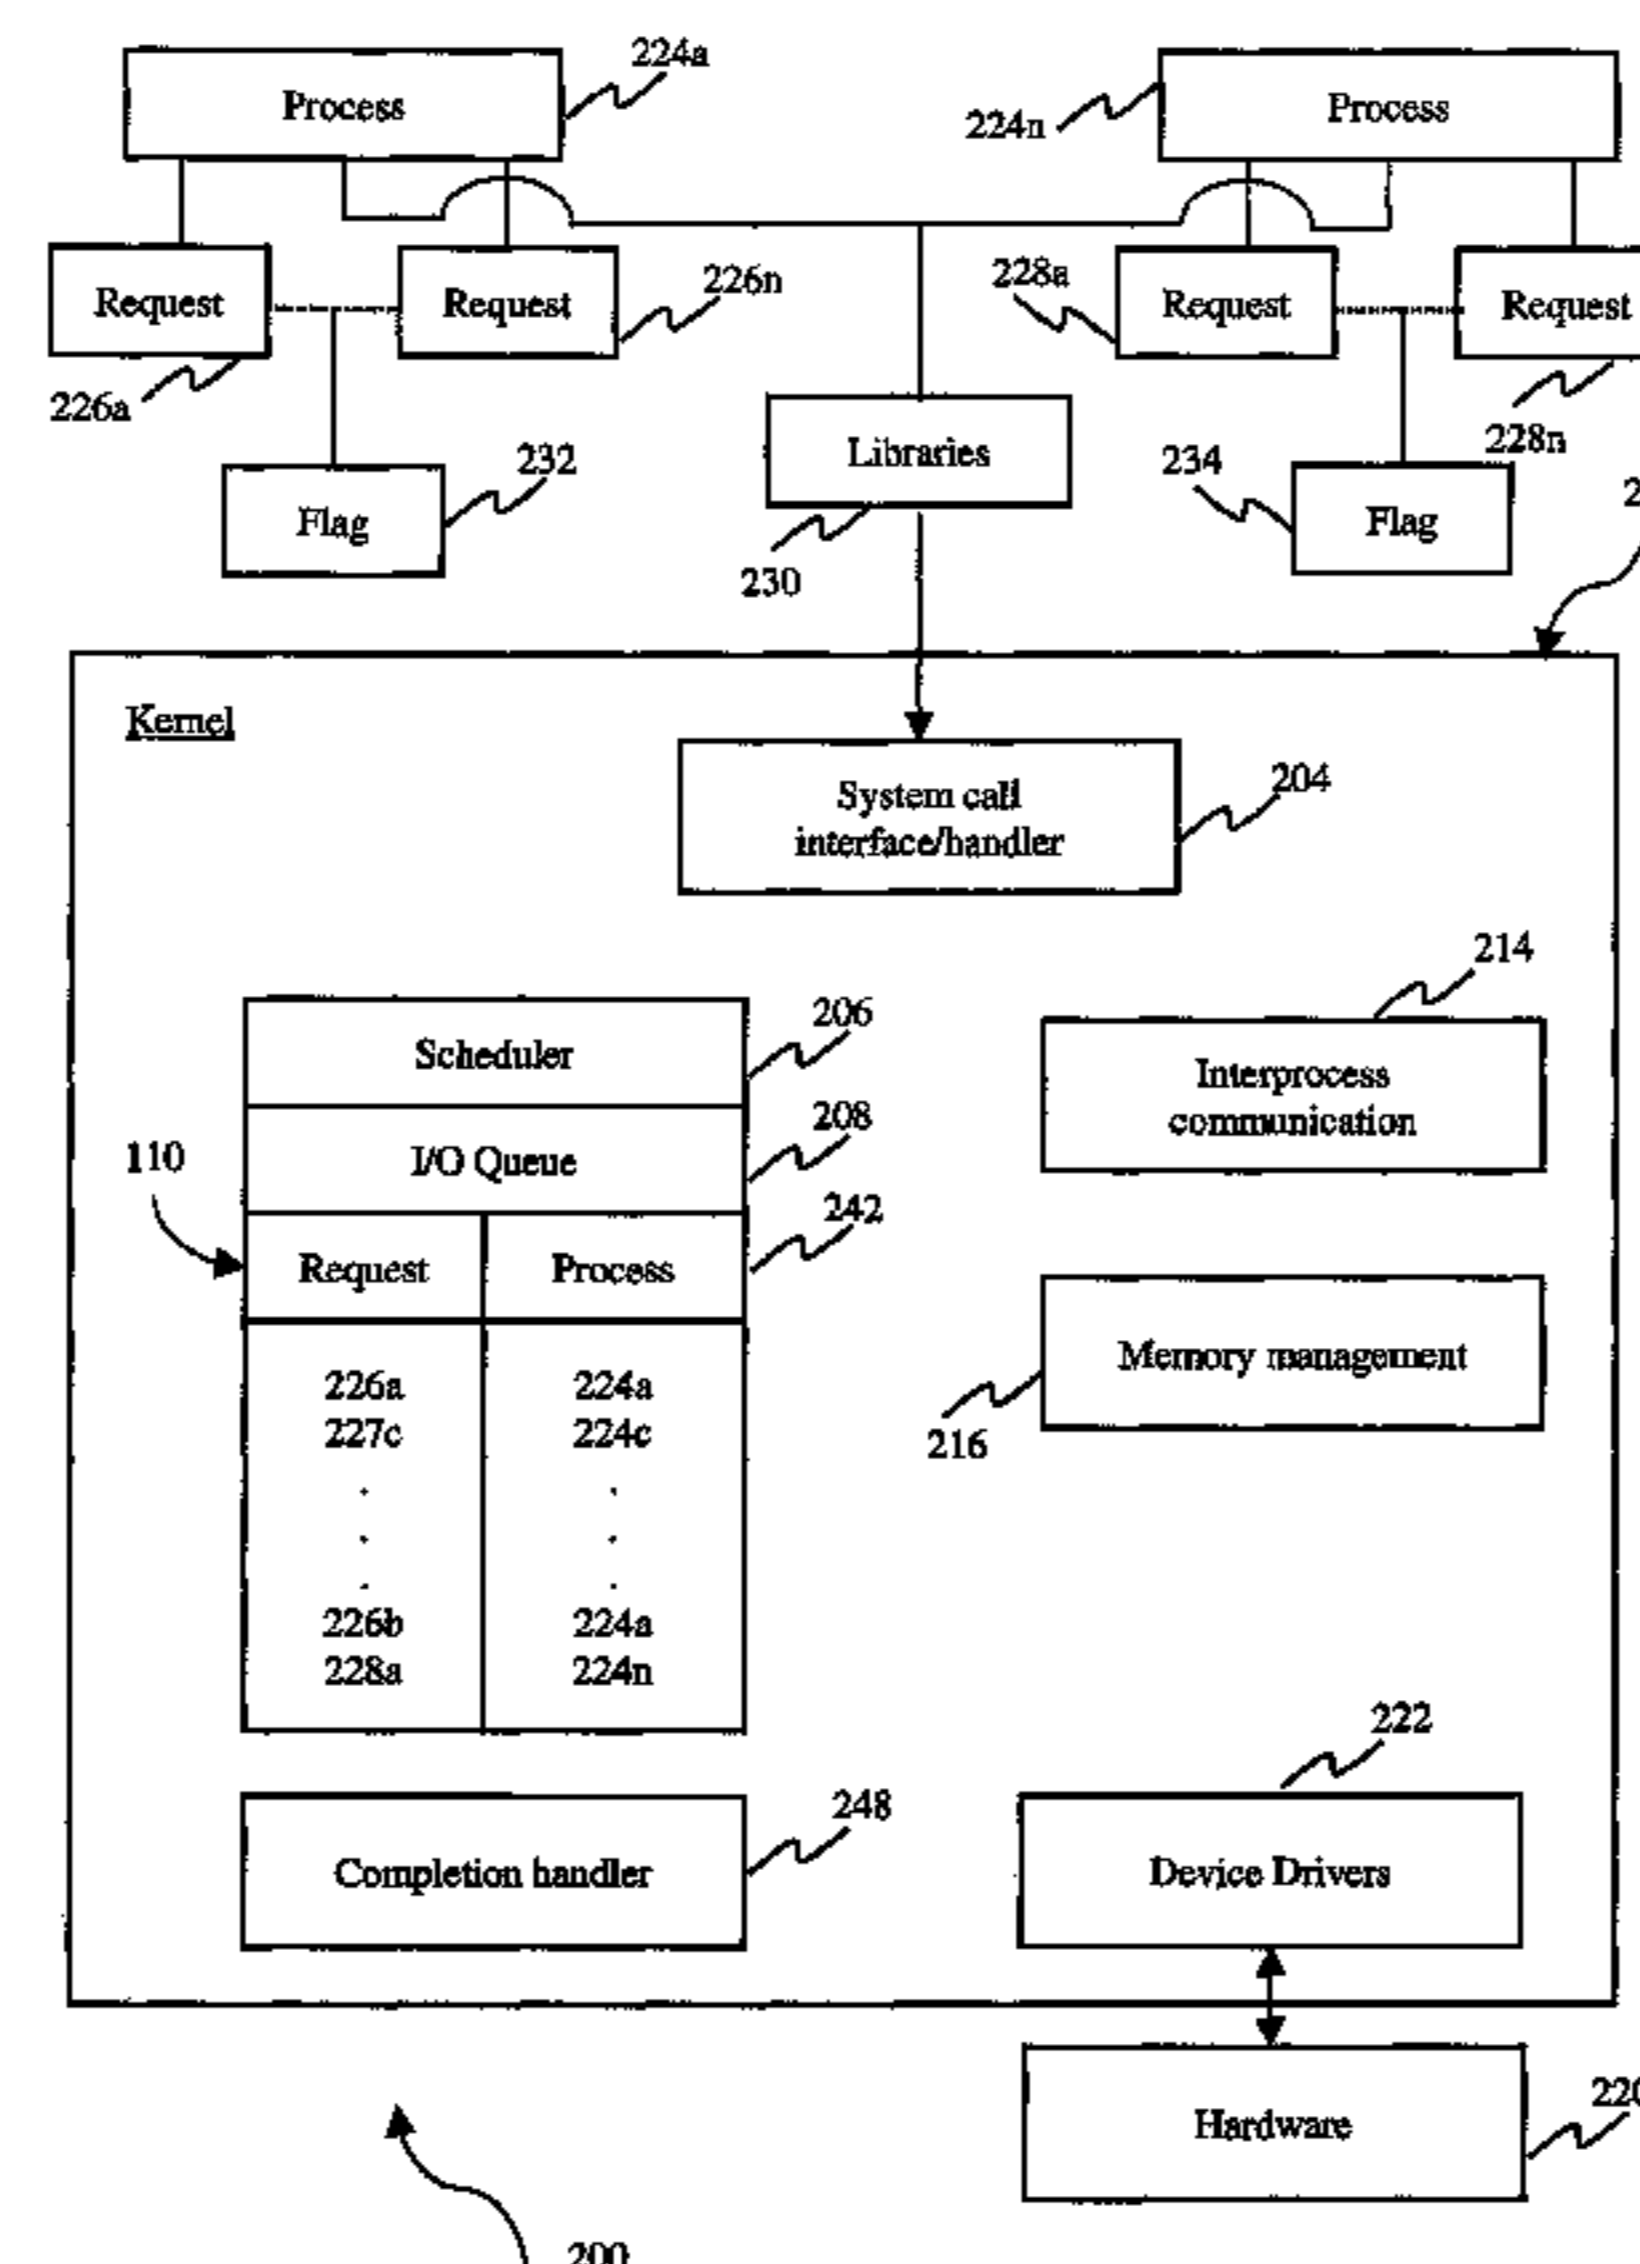 224a
Process
224n
Process
Request
Request
226n
228a
Request
Request
226a
228n
Libraries
232
234
Flag
Flag
230
Kernel
System call
interface/handler
204
214
206
Scheduler
Interprocess
communication
208
I/O Queue
110
242
Request Process
Memory management
216
226a 224a
227c 224c
. .
. .
. .
226b 224a
228a 224n
222
248
Completion handler
Device Drivers
Hardware
200